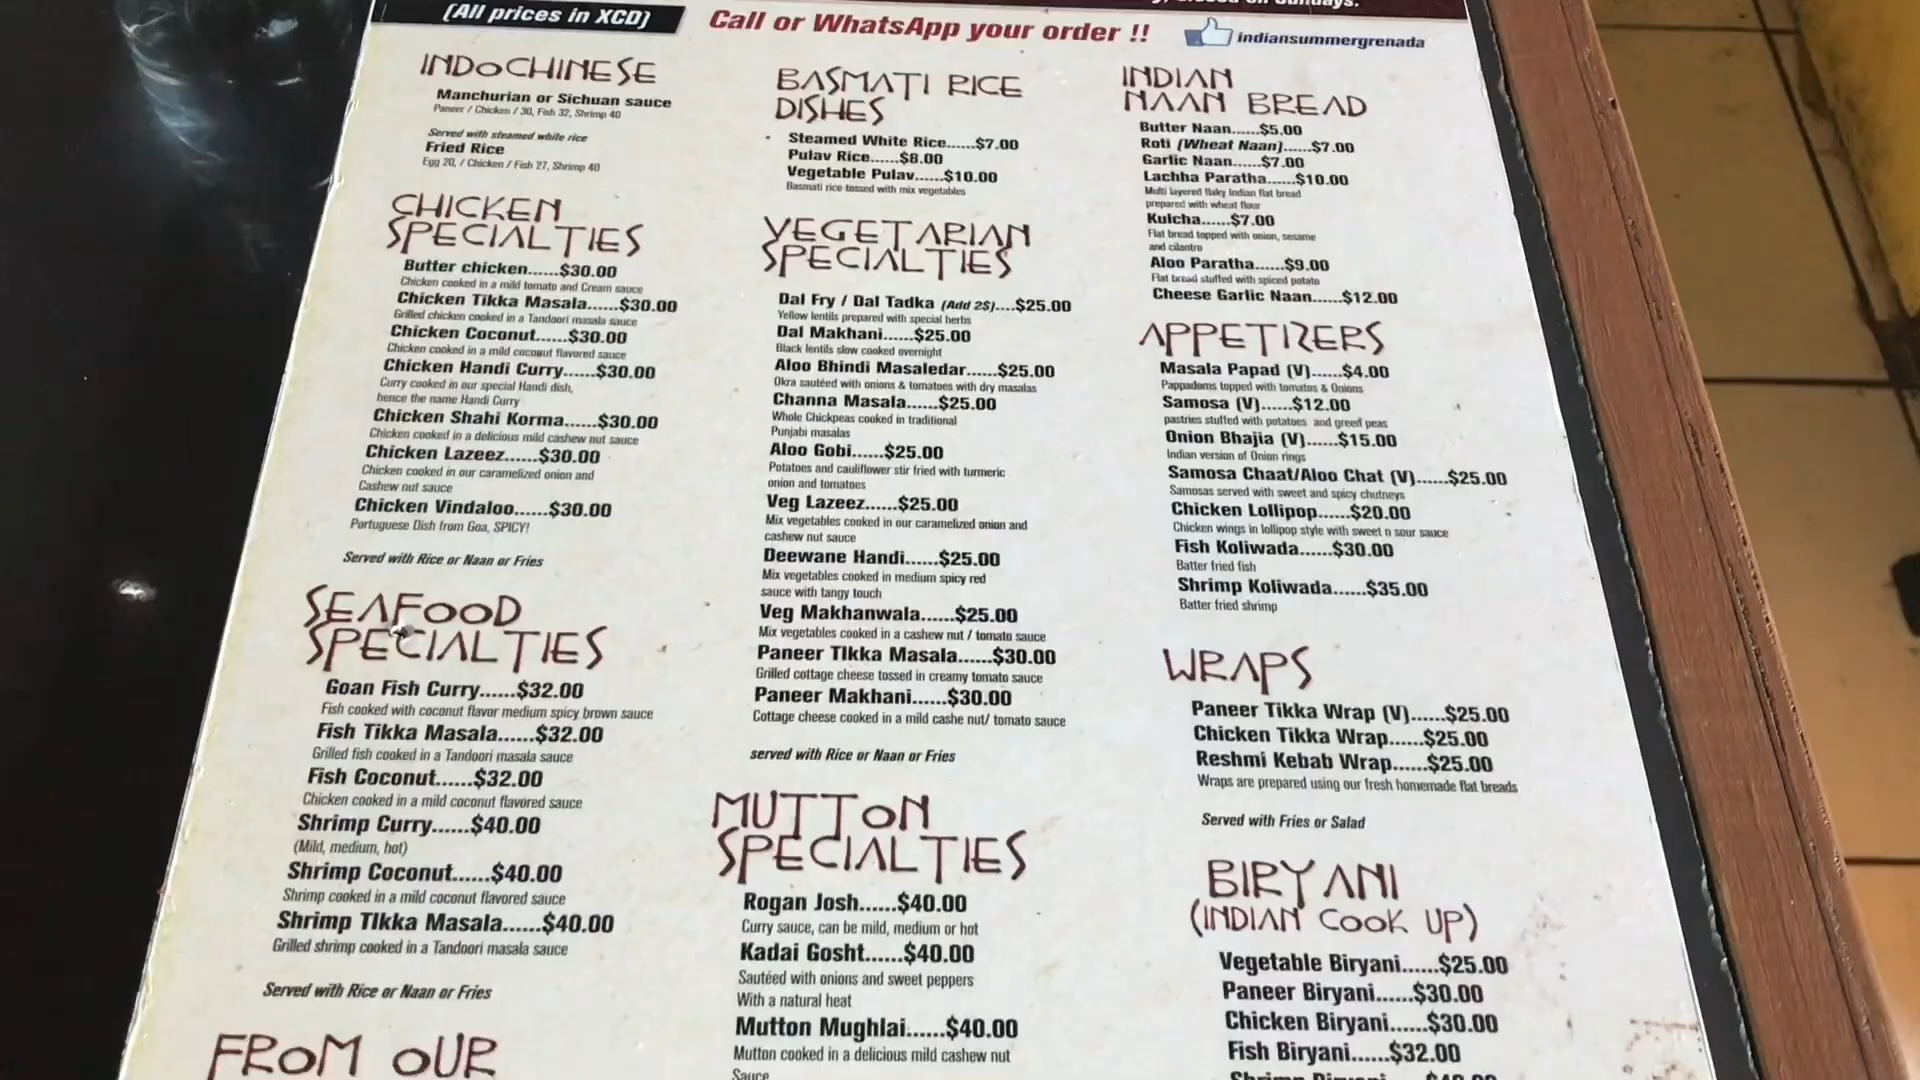 (All prices in XCD)
Call or WhatsApp your order !!
indiansummergrenada
INDOCHINESE
Manchurian or Sichuan sauce
Paneer / Chicken / 30, Fish 32, Shrimp 40
Served with steamed white rice
Fried Rice
Egg 20, / Chicken / Fish 27, Shrimp 40
CHICKEN
SPECIALTIES
Butter chicken......$30.00
Chicken cooked in a mild tomato and Cream sauce
Chicken Tikka Masala......$30.00
Grilled chicken cooked in a Tandoori masala sauce
Chicken Coconut......$30.00
Chicken cooked in a mild coconut flavored sauce
Chicken Handi Curry......$30.00
Curry cooked in our special Handi dish,
hence the name Handi Curry
Chicken Shahi Korma......$30.00
Chicken cooked in a delicious mild cashew nut sauce
Chicken Lazeez......$30.00
Chicken cooked in our caramelized onion and
Cashew nut sauce
Chicken Vindaloo......$30.00
Portuguese Dish from Goa, SPICY!
Served with Rice or Naan or Fries
SEAFOOD
SPECIALTIES
Goan Fish Curry......$32.00
Fish cooked with coconut flavor medium spicy brown sauce
Fish Tikka Masala......$32.00
Grilled fish cooked in a Tandoori masala sauce
Fish Coconut......$32.00
Chicken cooked in a mild coconut flavored sauce
Shrimp Curry......$40.00
(Mild, medium, hot)
Shrimp Coconut......$40.00
Shrimp cooked in a mild coconut flavored sauce
Shrimp TIkka Masala......$40.00
Grilled shrimp cooked in a Tandoori masala sauce
Served with Rice or Naan or Fries
FROM OUR
BASMATI RICE
DISHES
Steamed White Rice......$7.00
Pulav Rice......$8.00
Vegetable Pulav......$10.00
Basmati rice tossed with mix vegetables
VEGETARIAN
SPECIALTIES
Dal Fry / Dal Tadka (Add 2$)....$25.00
Yellow lentils prepared with special herbs
Dal Makhani......$25.00
Black lentils slow cooked overnight
Aloo Bhindi Masaledar......$25.00
Okra sautéed with onions & tomatoes with dry masalas
Channa Masala......$25.00
Whole Chickpeas cooked in traditional
Punjabi masalas
Aloo Gobi......$25.00
Potatoes and cauliflower stir fried with turmeric
onion and tomatoes
Veg Lazeez......$25.00
Mix vegetables cooked in our caramelized onion and
cashew nut sauce
Deewane Handi......$25.00
Mix vegetables cooked in medium spicy red
sauce with tangy touch
Veg Makhanwala......$25.00
Mix vegetables cooked in a cashew nut / tomato sauce
Paneer TIkka Masala......$30.00
Grilled cottage cheese tossed in creamy tomato sauce
Paneer Makhani......$30.00
Cottage cheese cooked in a mild cashe nut/ tomato sauce
served with Rice or Naan or Fries
MUTTON
SPECIALTIES
Rogan Josh......$40.00
Curry sauce, can be mild, medium or hot
Kadai Gosht......$40.00
Sautéed with onions and sweet peppers
With a natural heat
Mutton Mughlai......$40.00
Mutton cooked in a delicious mild cashew nut
Sauce
INDIAN
NAAN BREAD
Butter Naan......$5.00
Roti (Wheat Naan)......$7.00
Garlic Naan......$7.00
Lachha Paratha......$10.00
Multi layered flaky Indian flat bread
prepared with wheat flour
Kulcha......$7.00
Flat bread topped with onion, sesame
and cilantro
Aloo Paratha......$9.00
Flat bread stuffed with spiced potato
Cheese Garlic Naan......$12.00
APPETIZERS
Masala Papad (V)......$4.00
Pappadoms topped with tomatos & Onions
Samosa (V)......$12.00
pastries stuffed with potatoes and green peas
Onion Bhajia (V)......$15.00
Indian version of Onion rings
Samosa Chaat/Aloo Chat (V)......$25.00
Samosas served with sweet and spicy chutneys
Chicken Lollipop......$20.00
Chicken wings in lollipop style with sweet n sour sauce
Fish Koliwada......$30.00
Batter fried fish
Shrimp Koliwada......$35.00
Batter fried shrimp
WRAPS
Paneer Tikka Wrap (V)......$25.00
Chicken Tikka Wrap......$25.00
Reshmi Kebab Wrap......$25.00
Wraps are prepared using our fresh homemade flat breads
Served with Fries or Salad
BIRYANI
(INDIAN COOK UP)
Vegetable Biryani......$25.00
Paneer Biryani......$30.00
Chicken Biryani......$30.00
Fish Biryani......$32.00